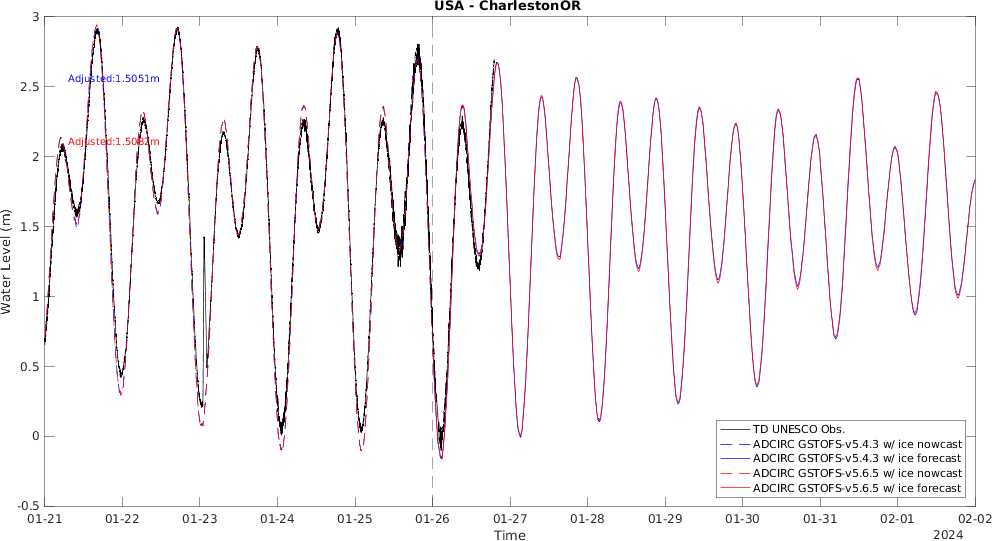 USA - CharlestonOR
3
2.5
2
1.5
1
0.5
0
-0.5
Water Level (m)
Adjusted:1.5051m
Adjusted:1.5082m
TD UNESCO Obs.
ADCIRC GSTOFS-v5.4.3 w/ ice nowcast
ADCIRC GSTOFS-v5.4.3 w/ ice forecast
ADCIRC GSTOFS-v5.6.5 w/ ice nowcast
ADCIRC GSTOFS-v5.6.5 w/ ice forecast
01-21 01-22 01-23 01-24 01-25 01-26 01-27 01-28 01-29 01-30 01-31 02-01 02-02
Time
2024